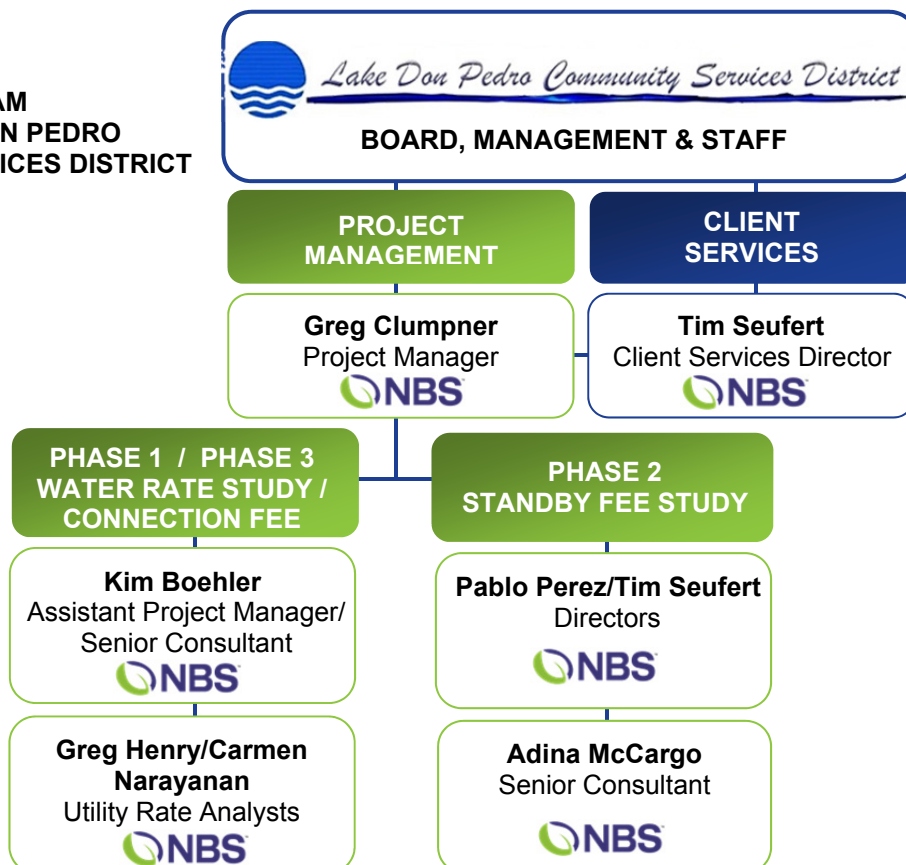 AM
N PEDRO
ICES DISTRICT
Lake Don Pedro Community Services District
BOARD, MANAGEMENT & STAFF
PROJECT
MANAGEMENT
CLIENT
SERVICES
Greg Clumpner
Project Manager
NBS
Tim Seufert
Client Services Director
NBS
PHASE 1 / PHASE 3
WATER RATE STUDY /
CONNECTION FEE
PHASE 2
STANDBY FEE STUDY
Kim Boehler
Assistant Project Manager/
Senior Consultant
NBS
Pablo Perez/Tim Seufert
Directors
NBS
Greg Henry/Carmen
Narayanan
Utility Rate Analysts
NBS
Adina McCargo
Senior Consultant
NBS